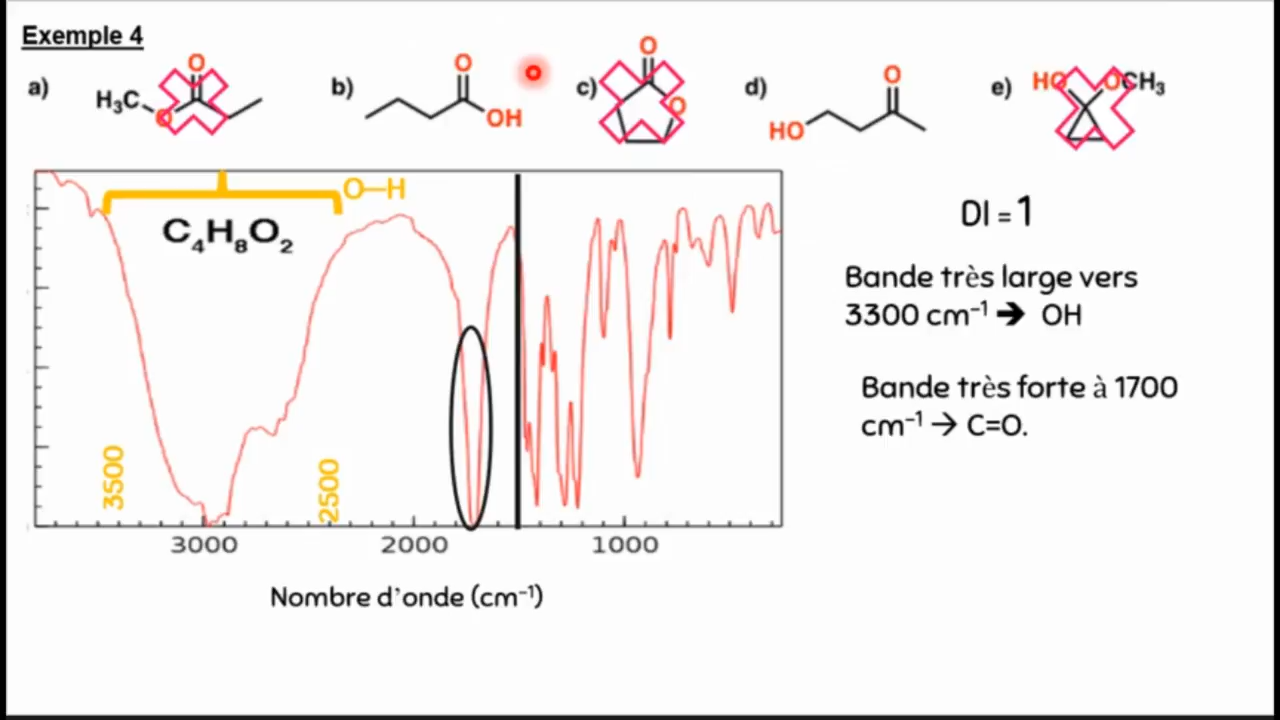 Exemple 4
a) H₃C O O
b) O OH
c) O O
d) HO O
e) HO OCH₃
O—H
C₄H₈O₂
DI = 1
Bande très large vers
3300 cm⁻¹ ➔ OH
Bande très forte à 1700
cm⁻¹ → C=O.
3500
2500
3000 2000 1000
Nombre d'onde (cm⁻¹)